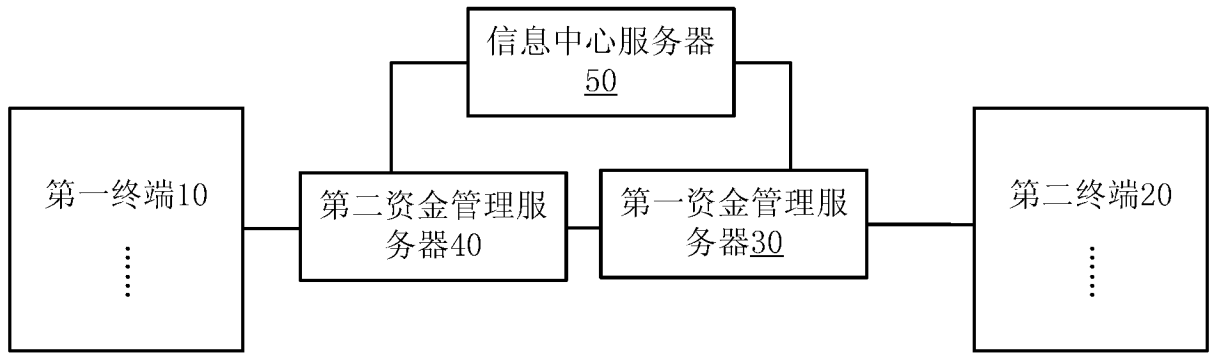 信息中心服务器
50
第一终端10
……
第二资金管理服
务器40
第一资金管理服
务器30
第二终端20
……